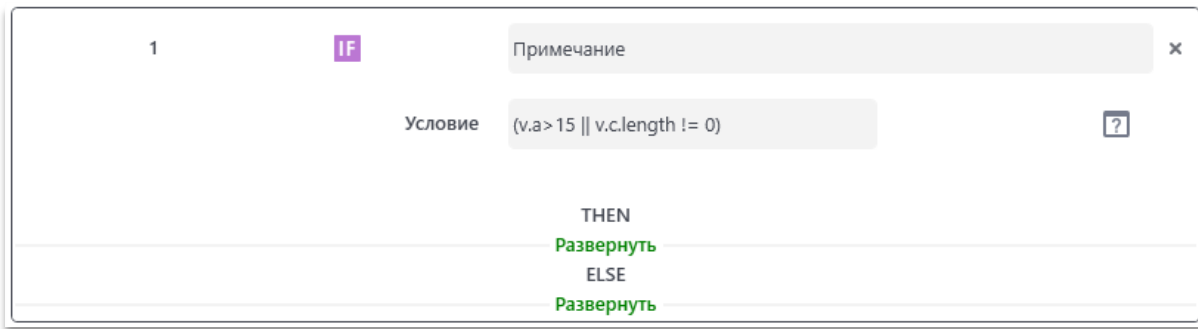 1 IF Примечание ×
Условие (v.a>15 || v.c.length != 0) ?
THEN
Развернуть
ELSE
Развернуть